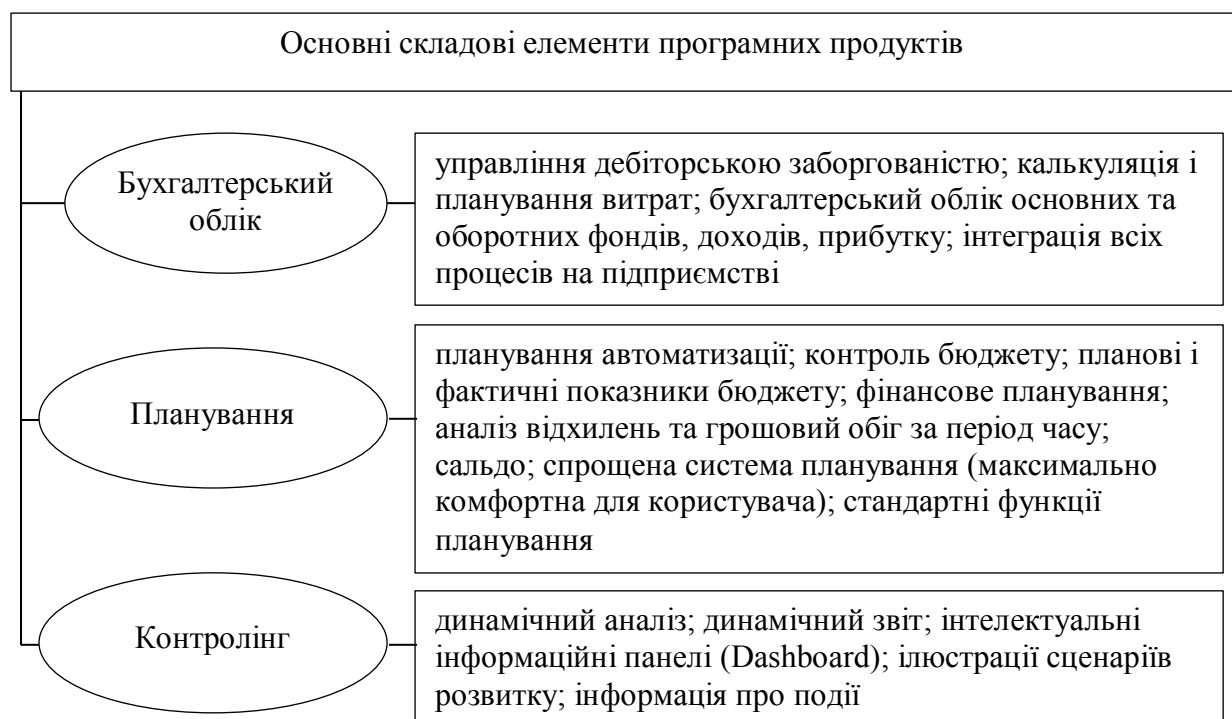 Основні складові елементи програмних продуктів
Бухгалтерський
облік
управління дебіторською заборгованістю; калькуляція і
планування витрат; бухгалтерський облік основних та
оборотних фондів, доходів, прибутку; інтеграція всіх
процесів на підприємстві
Планування
планування автоматизації; контроль бюджету; планові і
фактичні показники бюджету; фінансове планування;
аналіз відхилень та грошовий обіг за період часу;
сальдо; спрощена система планування (максимально
комфортна для користувача); стандартні функції
планування
Контролінг
динамічний аналіз; динамічний звіт; інтелектуальні
інформаційні панелі (Dashboard); ілюстрації сценаріїв
розвитку; інформація про події